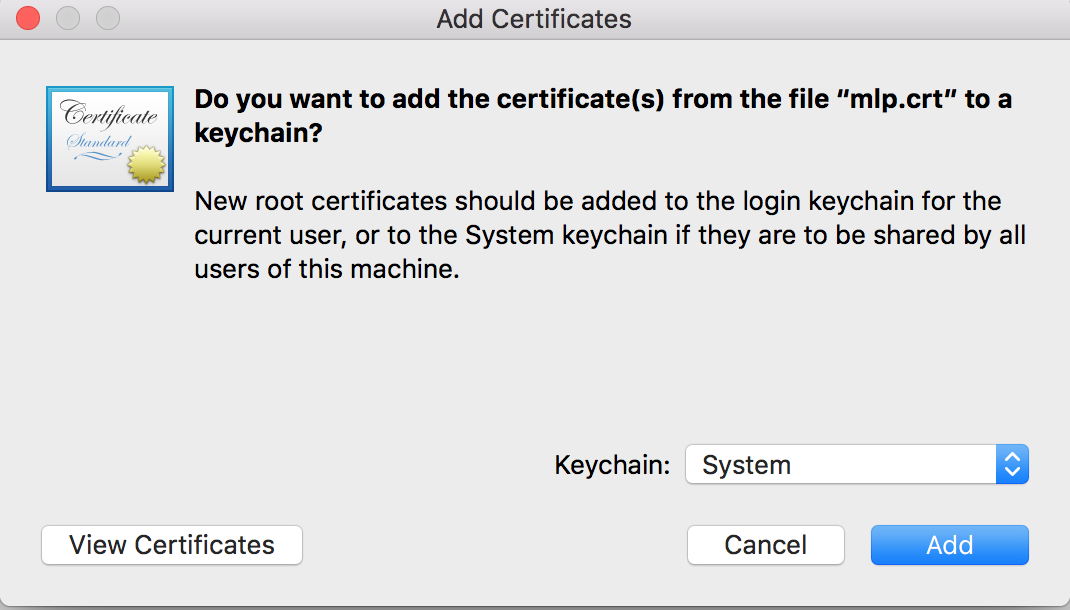 Add Certificates
Certificate
Standard
Do you want to add the certificate(s) from the file “mlp.crt” to a
keychain?
New root certificates should be added to the login keychain for the
current user, or to the System keychain if they are to be shared by all
users of this machine.
Keychain: System
View Certificates
Cancel
Add